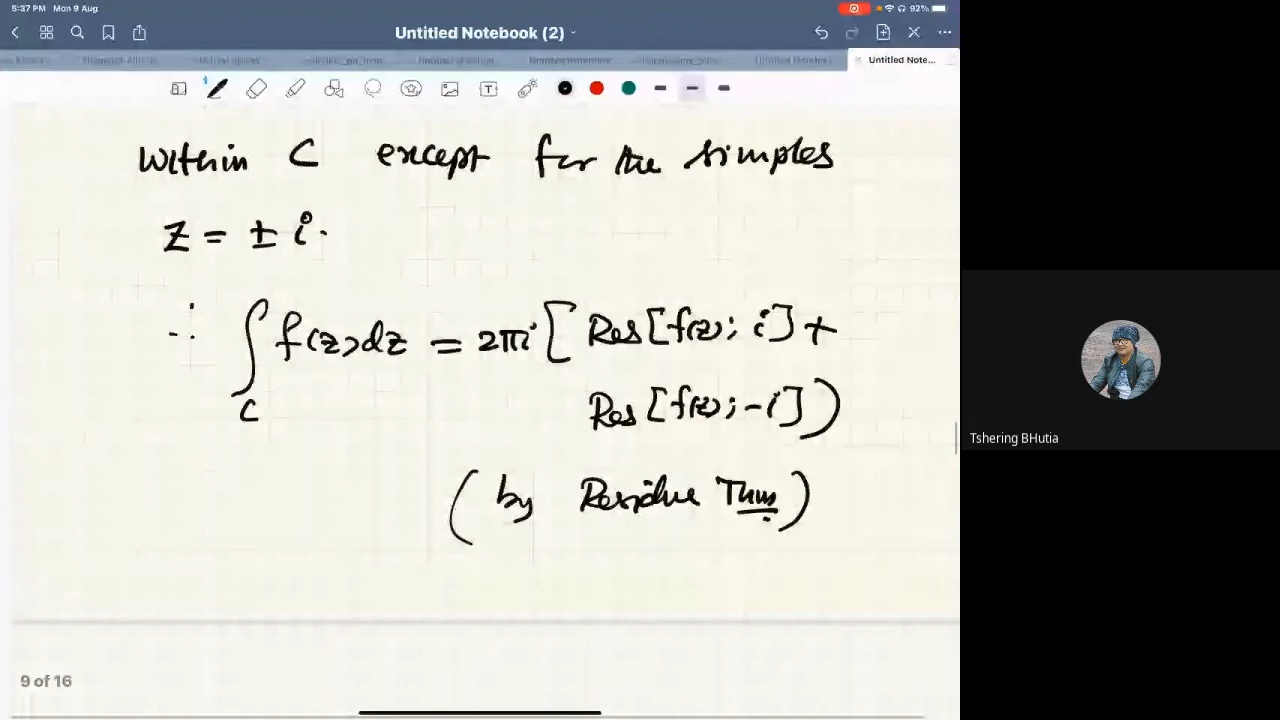 5:37 PM Mon 9 Aug
92%
Untitled Notebook (2)
Untitled Note...
within C except for the simples
z = ± i.
∴ ∫_C f(z)dz = 2πi [ Res[f(z); i] +
Res[f(z); -i] )
(by Residue Thm)
9 of 16
Tshering BHutia